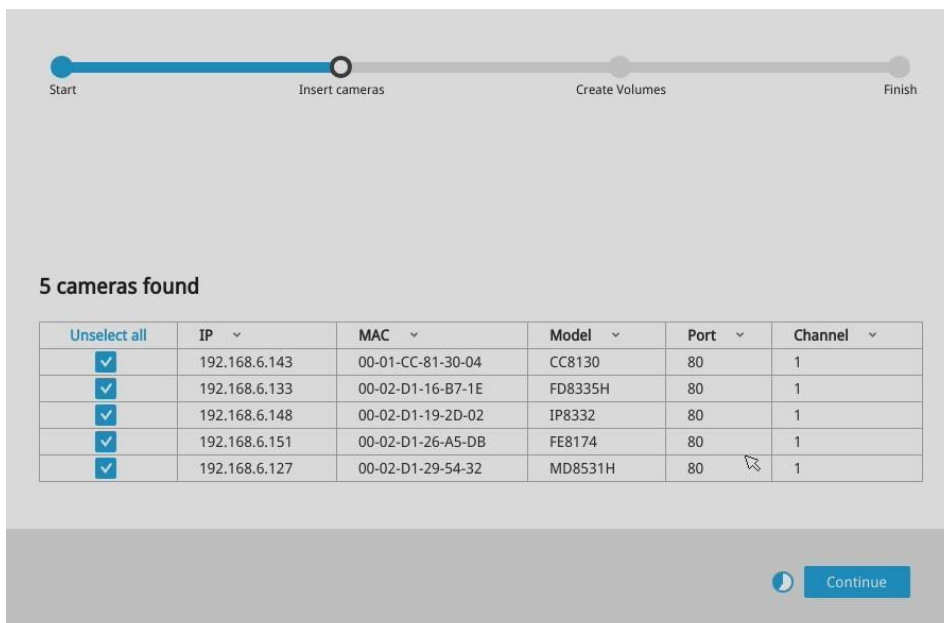 Start Insert cameras Create Volumes Finish
5 cameras found
Unselect all IP MAC Model Port Channel
192.168.6.143 00-01-CC-81-30-04 CC8130 80 1
192.168.6.133 00-02-D1-16-B7-1E FD8335H 80 1
192.168.6.148 00-02-D1-19-2D-02 IP8332 80 1
192.168.6.151 00-02-D1-26-A5-DB FE8174 80 1
192.168.6.127 00-02-D1-29-54-32 MD8531H 80 1
Continue